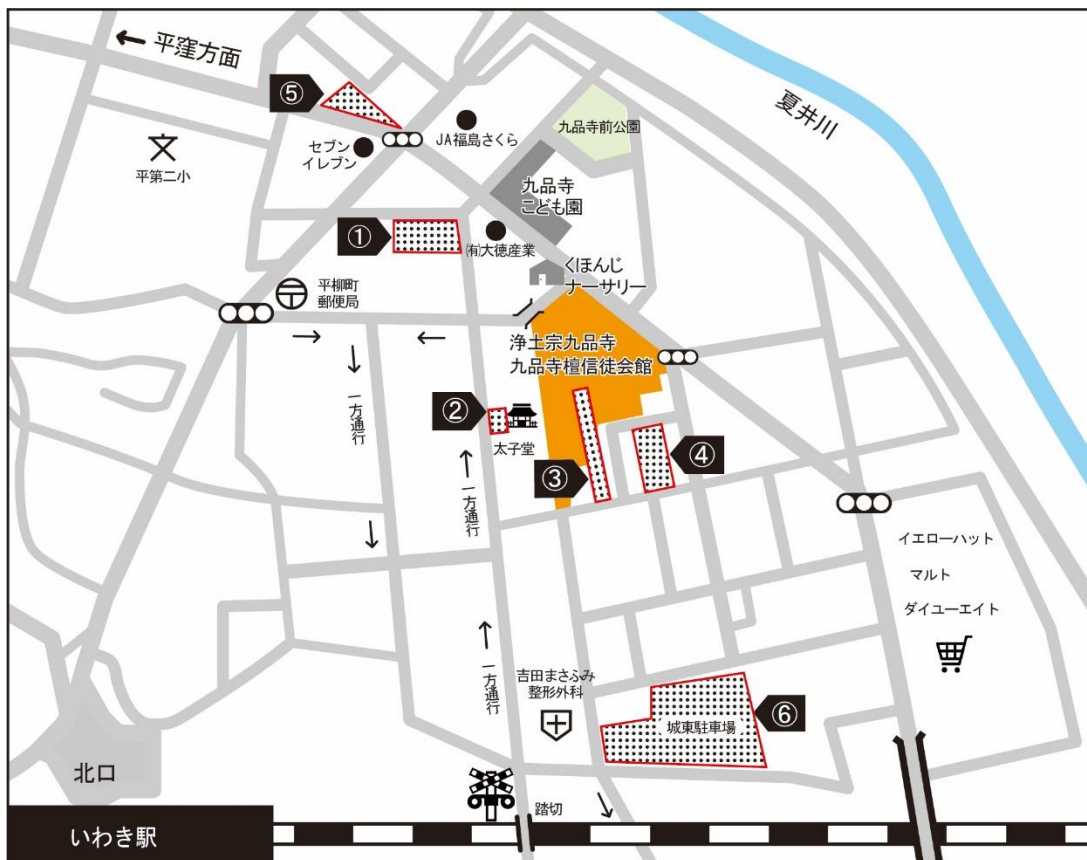 ← 平窪方面
⑤
セブン
イレブン
JA福島さくら
平第二小
九品寺前公園
夏井川
九品寺
こども園
①
㈲大徳産業
くほんじ
ナーサリー
平柳町
郵便局
浄土宗九品寺
九品寺檀信徒会館
一方通行
②
太子堂
③
④
一方通行
イエローハット
マルト
ダイユーエイト
一方通行
吉田まさふみ
整形外科
城東駐車場
⑥
北口
踏切
いわき駅